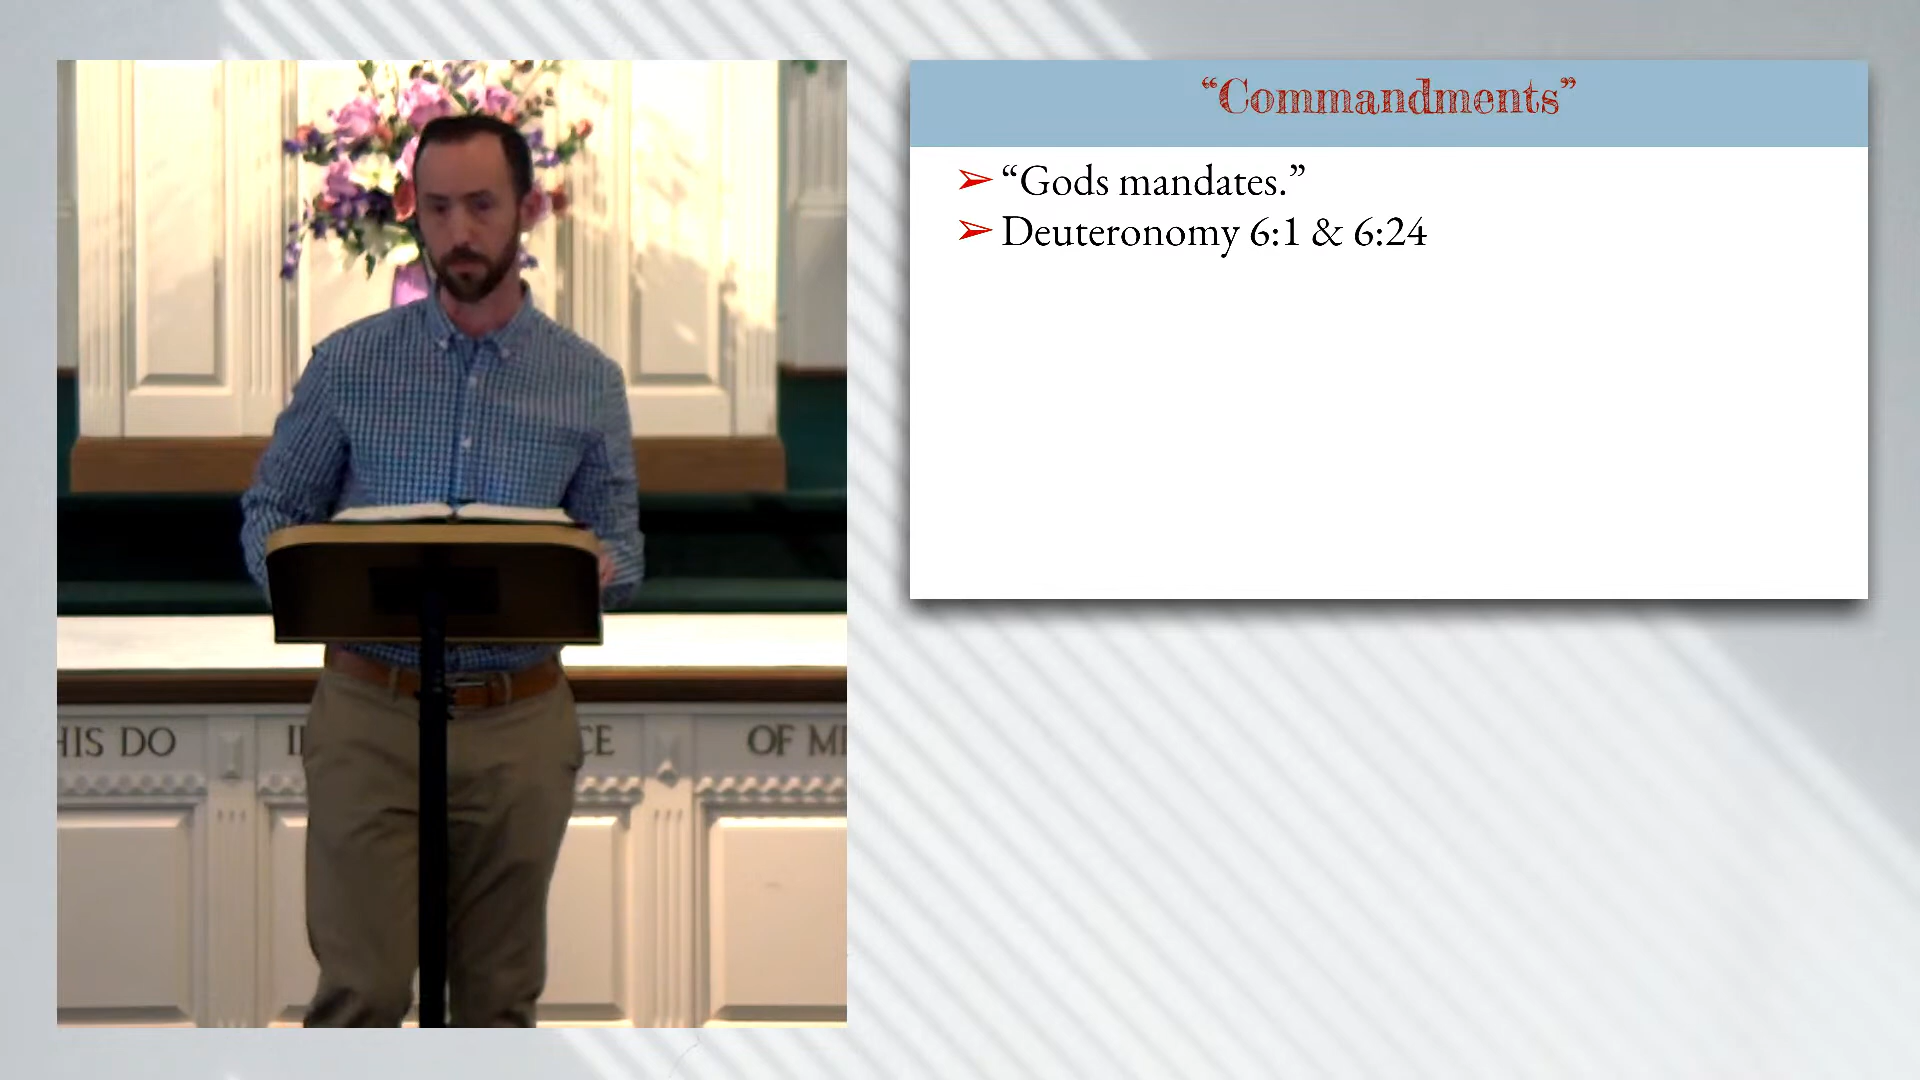 “Commandments”
➢ “Gods mandates.”
➢ Deuteronomy 6:1 & 6:24
HIS DO
CE
OF M